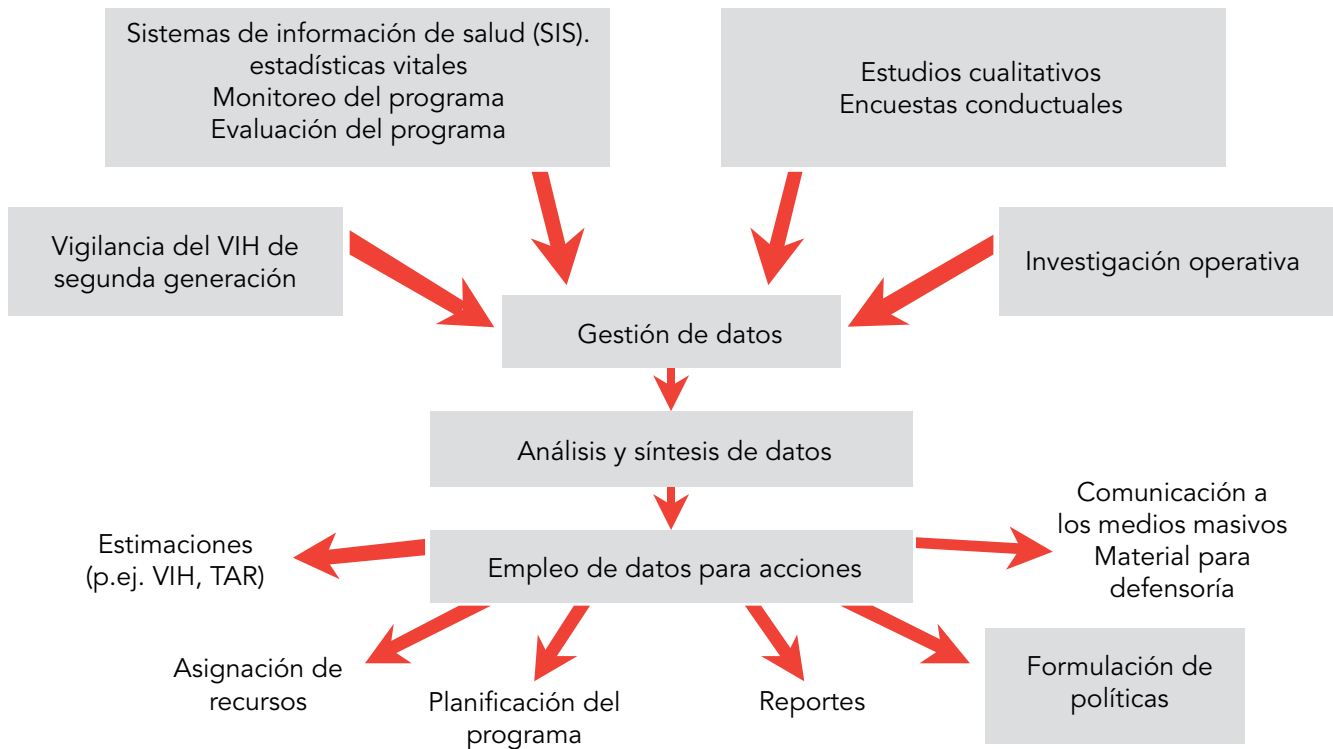 Sistemas de información de salud (SIS).
estadísticas vitales
Monitoreo del programa
Evaluación del programa
Estudios cualitativos
Encuestas conductuales
Vigilancia del VIH de
segunda generación
Investigación operativa
Gestión de datos
Análisis y síntesis de datos
Empleo de datos para acciones
Estimaciones
(p.ej. VIH, TAR)
Comunicación a
los medios masivos
Material para
defensoría
Asignación de
recursos
Planificación del
programa
Reportes
Formulación de
políticas